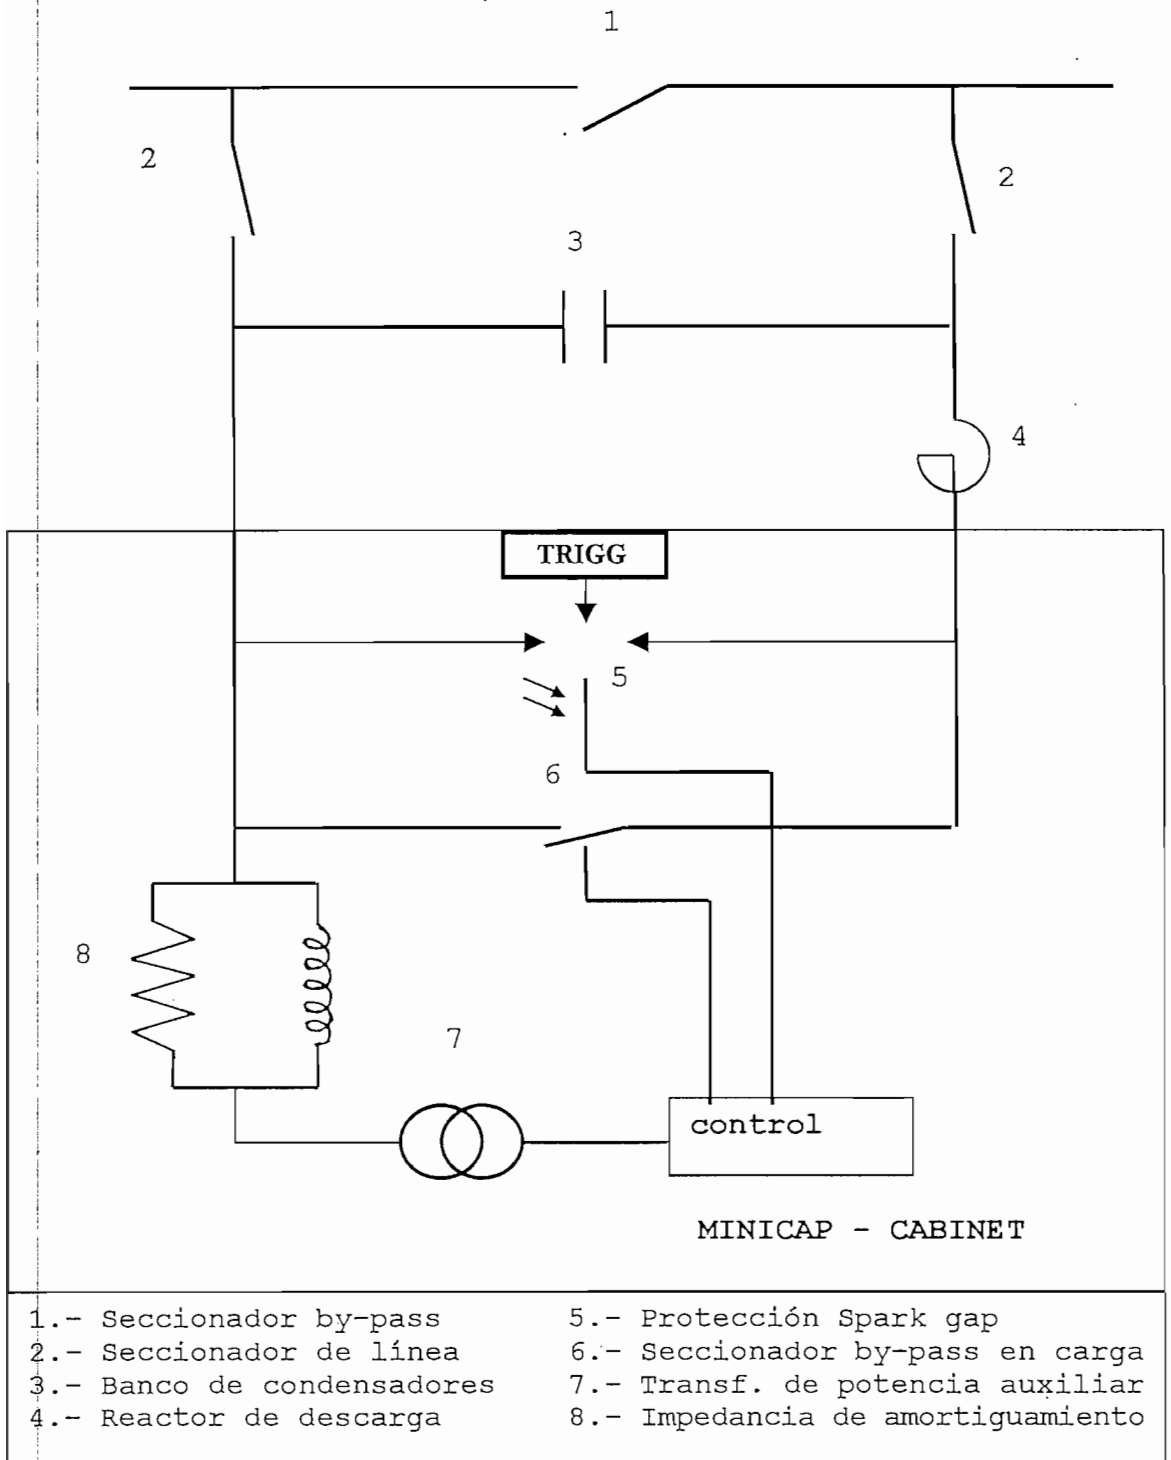 1
2
2
3
4
TRIGG
5
6
8
7
control
MINICAP - CABINET
1.- Seccionador by-pass
2.- Seccionador de línea
3.- Banco de condensadores
4.- Reactor de descarga
5.- Protección Spark gap
6.- Seccionador by-pass en carga
7.- Transf. de potencia auxiliar
8.- Impedancia de amortiguamiento